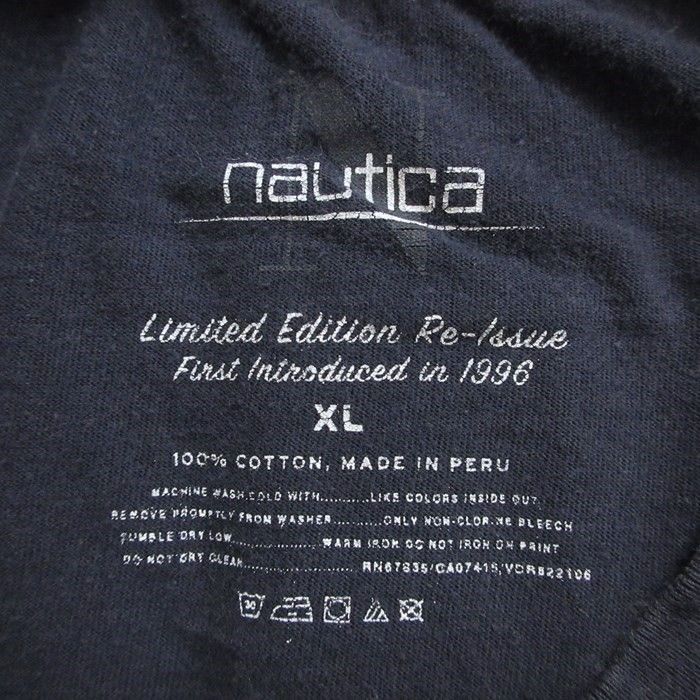 nautica
Limited Edition Re-Issue
First Introduced in 1996
XL
100% COTTON, MADE IN PERU
MACHINE WASH COLD WITH...........LIKE COLORS INSIDE OUT.
REMOVE PROMPTLY FROM WASHER...........ONLY NON-CLORINE BLEECH
TUMBLE DRY LOW....................WARM IRON DO NOT IRON ON PRINT
DO NOT DRY CLEAN..........................RN67835/CA07415/VDR822106
30